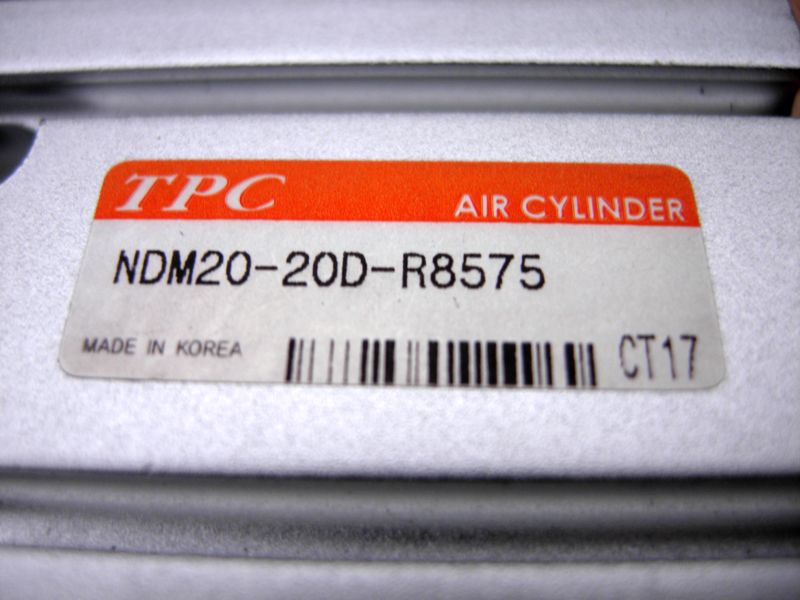 TPC AIR CYLINDER
NDM20-20D-R8575
MADE IN KOREA CT17